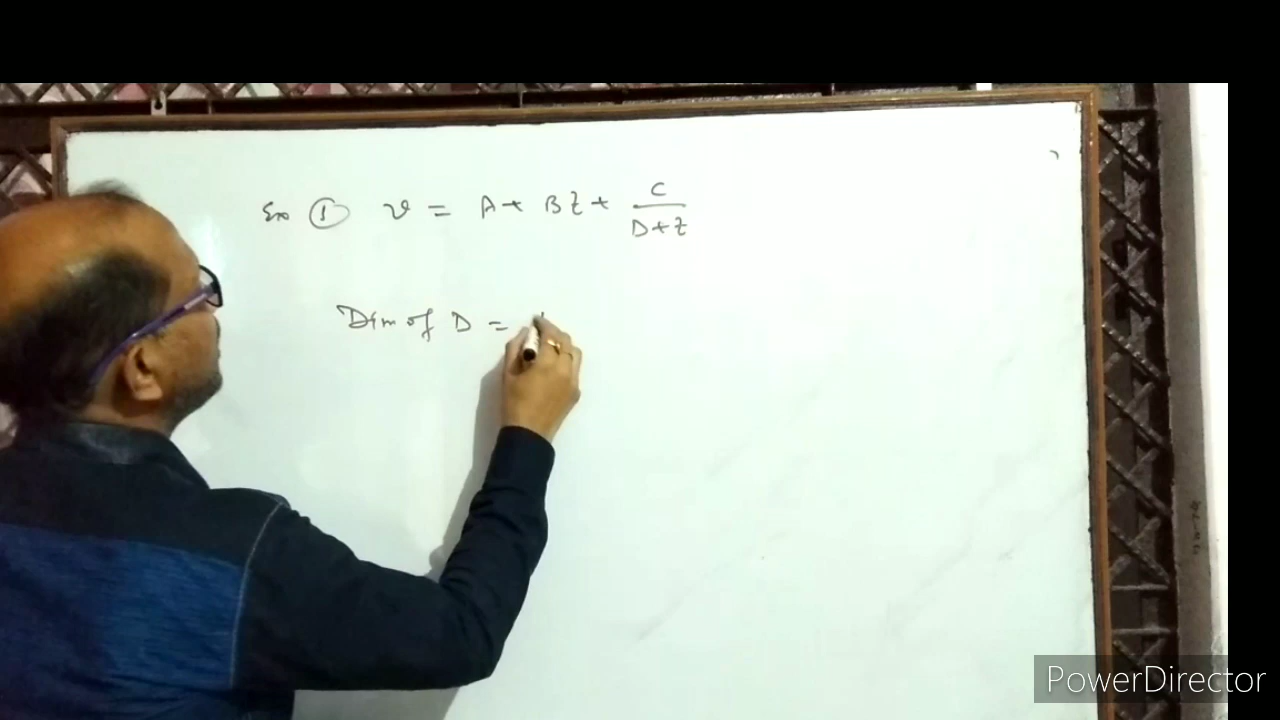 Ex ① v = A + Bt + C/(D+t)
Dim of D =
PowerDirector